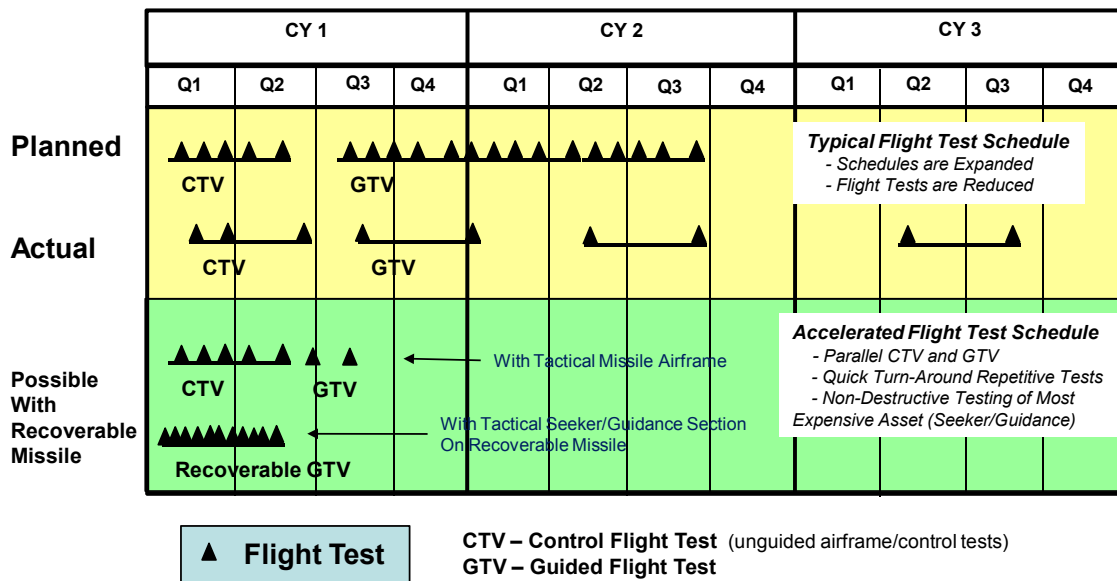 CY 1 CY 2 CY 3
Q1 Q2 Q3 Q4 Q1 Q2 Q3 Q4 Q1 Q2 Q3 Q4
Planned
CTV
GTV
Typical Flight Test Schedule
- Schedules are Expanded
- Flight Tests are Reduced
Actual
CTV
GTV
Possible
With
Recoverable
Missile
CTV
GTV
With Tactical Missile Airframe
Recoverable GTV
With Tactical Seeker/Guidance Section
On Recoverable Missile
Accelerated Flight Test Schedule
- Parallel CTV and GTV
- Quick Turn-Around Repetitive Tests
- Non-Destructive Testing of Most
Expensive Asset (Seeker/Guidance)
Flight Test
CTV – Control Flight Test (unguided airframe/control tests)
GTV – Guided Flight Test